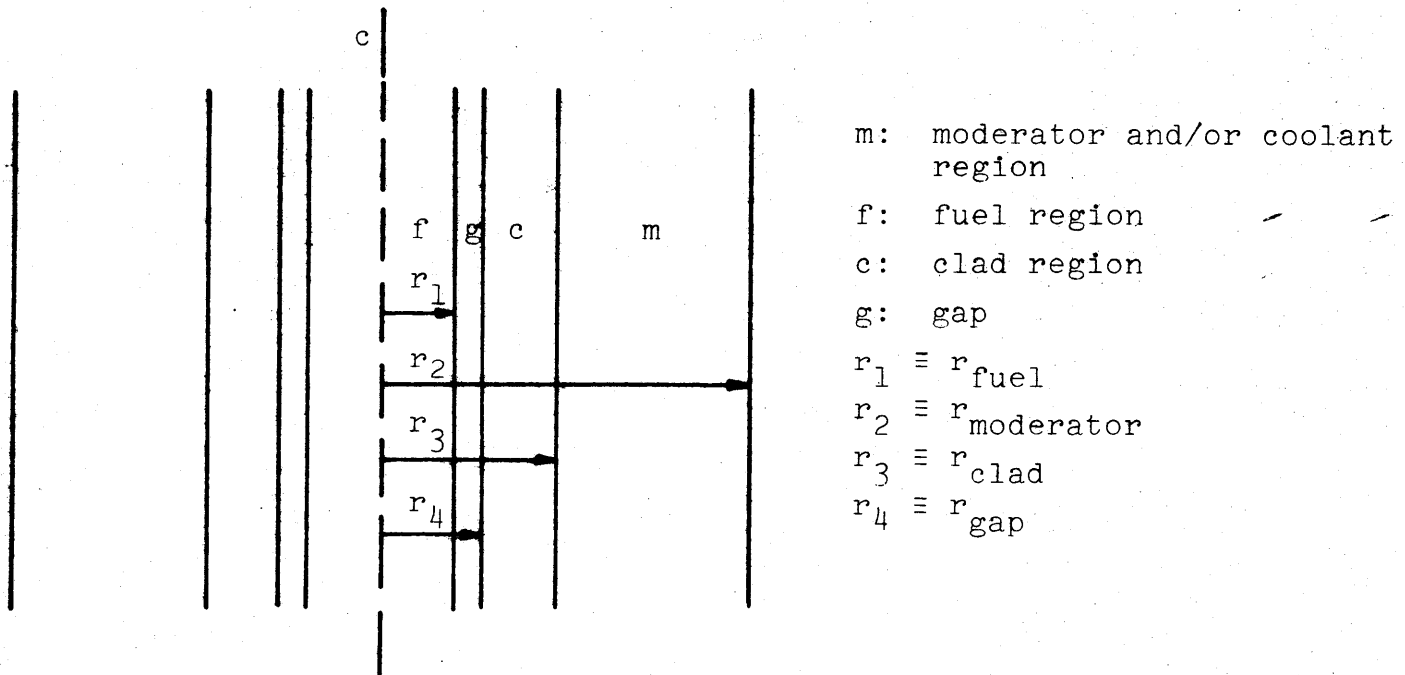 c
f g c m
r1
r2
r3
r4
m: moderator and/or coolant
region
f: fuel region
c: clad region
g: gap
r1 ≡ rfuel
r2 ≡ rmoderator
r3 ≡ rclad
r4 ≡ rgap